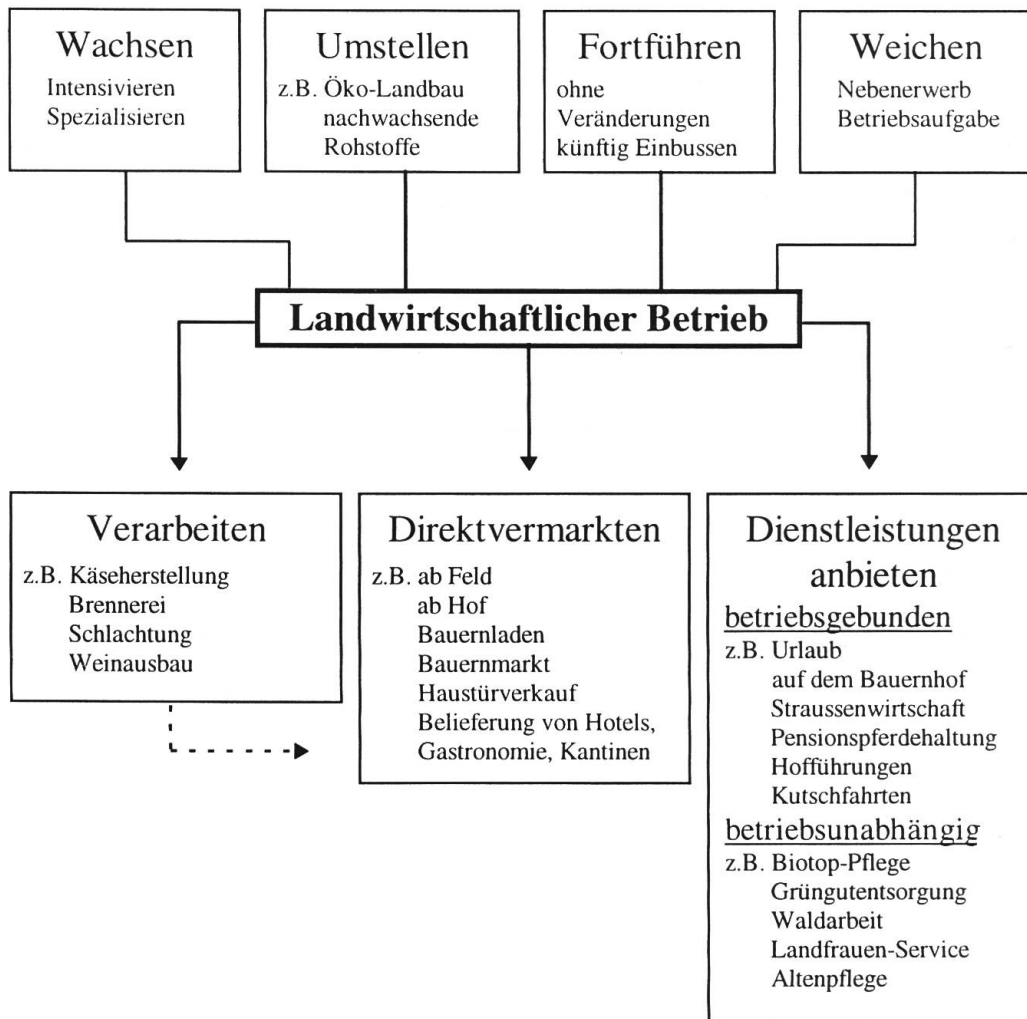 Wachsen
Intensivieren
Spezialisieren
Umstellen
z.B. Öko-Landbau
nachwachsende
Rohstoffe
Fortführen
ohne
Veränderungen
künftig Einbussen
Weichen
Nebenerwerb
Betriebsaufgabe
Landwirtschaftlicher Betrieb
Verarbeiten
z.B. Käseherstellung
Brennerei
Schlachtung
Weinausbau
Direktvermarkten
z.B. ab Feld
ab Hof
Bauernladen
Bauernmarkt
Haustürverkauf
Belieferung von Hotels,
Gastronomie, Kantinen
Dienstleistungen
anbieten
betriebsgebunden
z.B. Urlaub
auf dem Bauernhof
Straussenwirtschaft
Pensionspferdehaltung
Hofführungen
Kutschfahrten
betriebsunabhängig
z.B. Biotop-Pflege
Grüngutentsorgung
Waldarbeit
Landfrauen-Service
Altenpflege